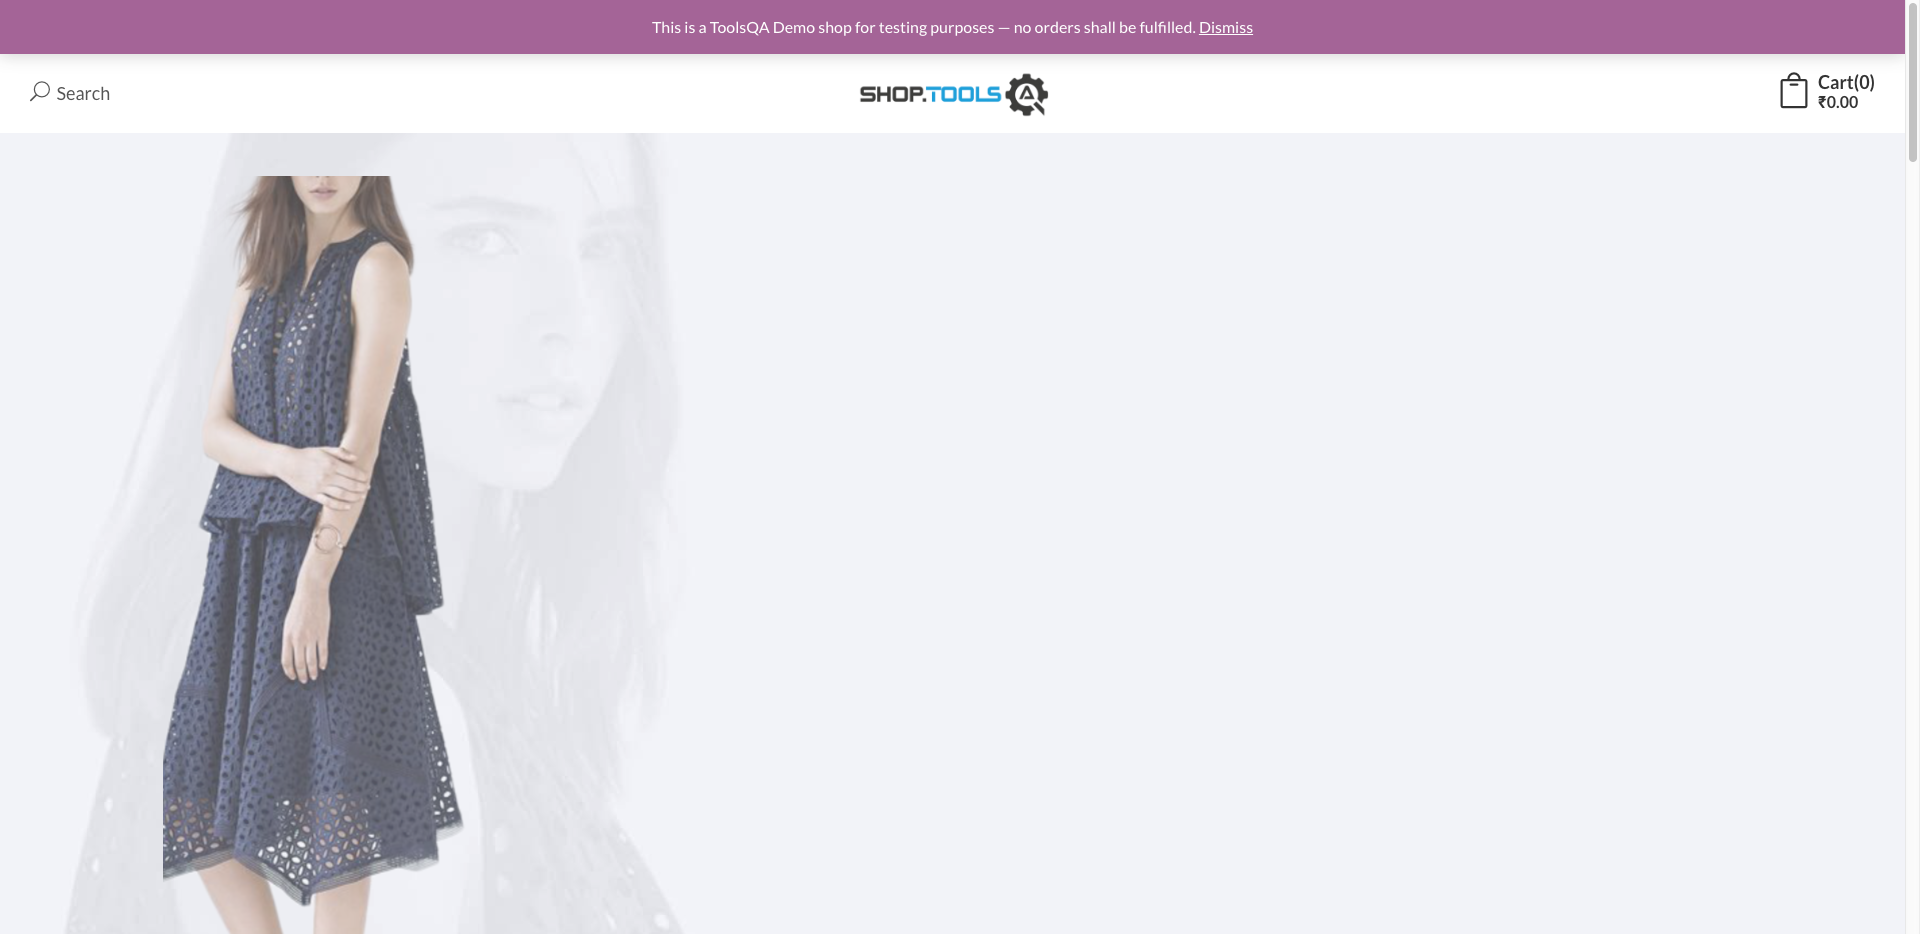 This is a ToolsQA Demo shop for testing purposes — no orders shall be fulfilled. Dismiss
Search
SHOP.TOOLS QA
Cart(0)
₹0.00